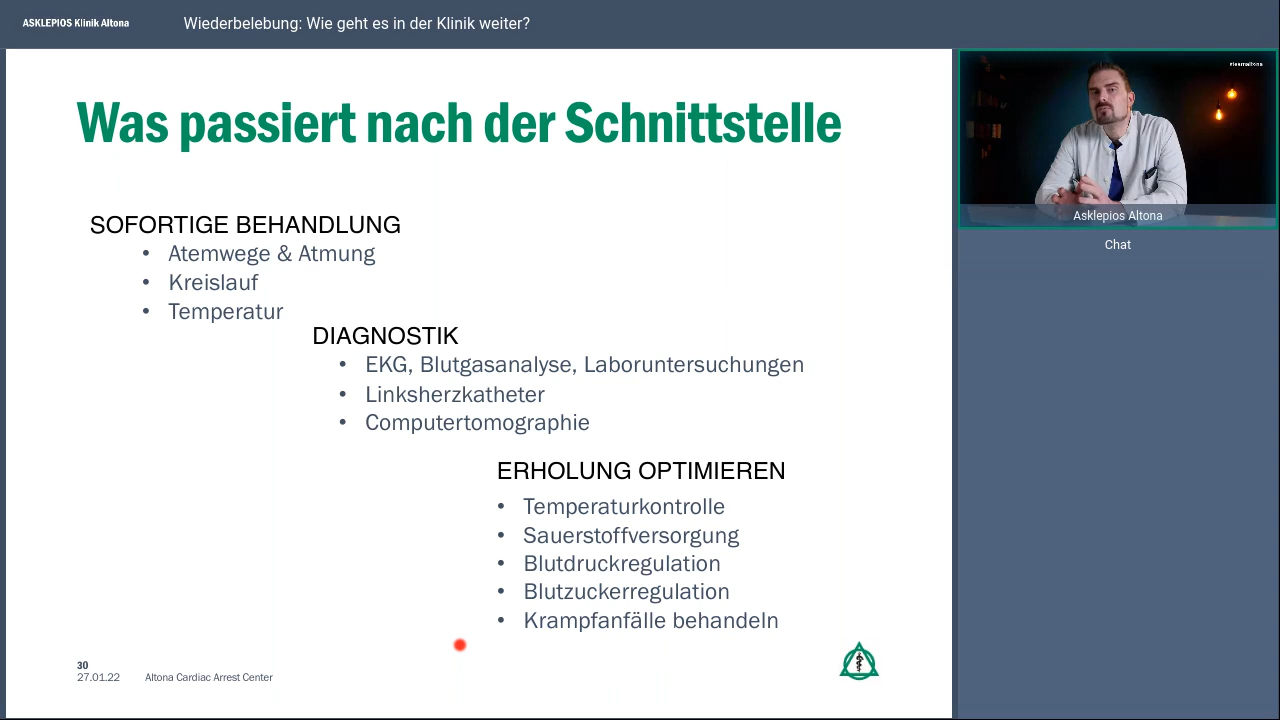 ASKLEPIOS Klinik Altona
Wiederbelebung: Wie geht es in der Klinik weiter?
Was passiert nach der Schnittstelle
SOFORTIGE BEHANDLUNG
• Atemwege & Atmung
• Kreislauf
• Temperatur
DIAGNOSTIK
• EKG, Blutgasanalyse, Laboruntersuchungen
• Linksherzkatheter
• Computertomographie
ERHOLUNG OPTIMIEREN
• Temperaturkontrolle
• Sauerstoffversorgung
• Blutdruckregulation
• Blutzuckerregulation
• Krampfanfälle behandeln
30
27.01.22 Altona Cardiac Arrest Center
#teamaltona
Asklepios Altona
Chat